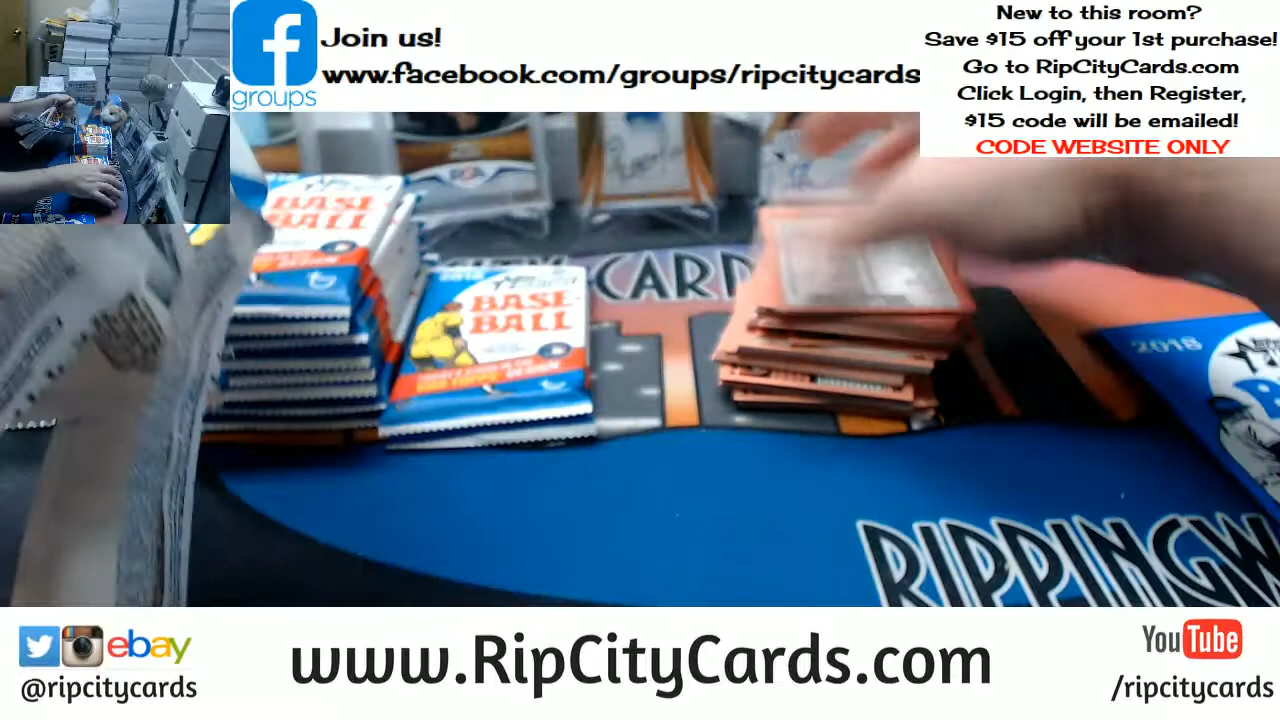 Join us!
www.facebook.com/groups/ripcitycards
groups
New to this room?
Save $15 off your 1st purchase!
Go to RipCityCards.com
Click Login, then Register,
$15 code will be emailed!
CODE WEBSITE ONLY
BASE
BALL
2018
BASE
BALL
CARD
2018
RIPPINGW
ebay
@ripcitycards
www.RipCityCards.com
YouTube
/ripcitycards